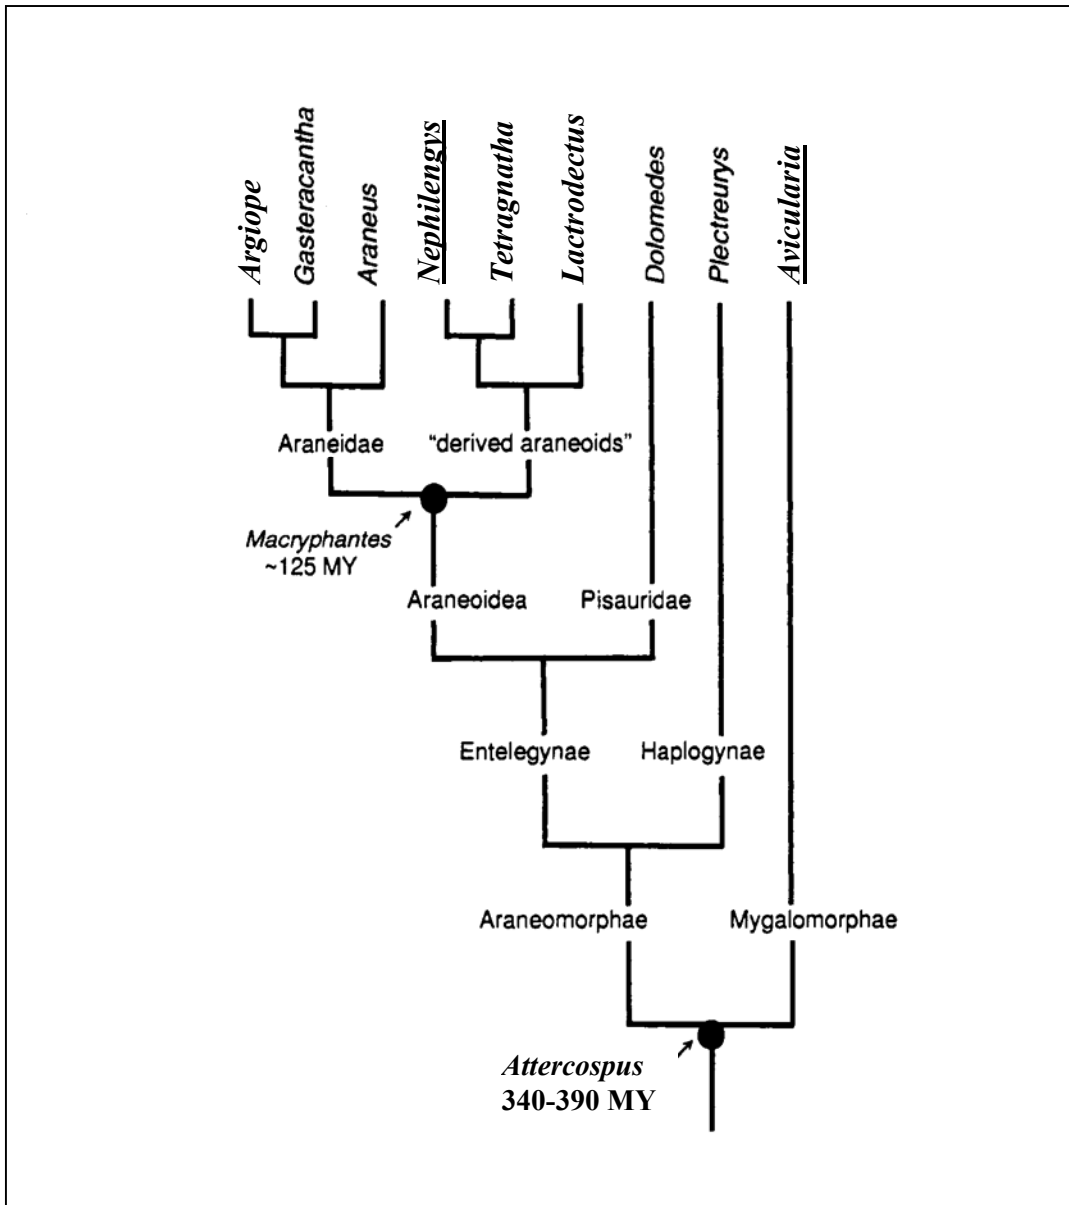 Argiope
Gasteracantha
Araneus
Nephilengys
Tetragnatha
Lactrodectus
Dolomedes
Plectreurys
Avicularia
Araneidae
“derived araneoids”
Macryphantes
~125 MY
Araneoidea
Pisauridae
Entelegynae
Haplogynae
Araneomorphae
Mygalomorphae
Attercospus
340-390 MY